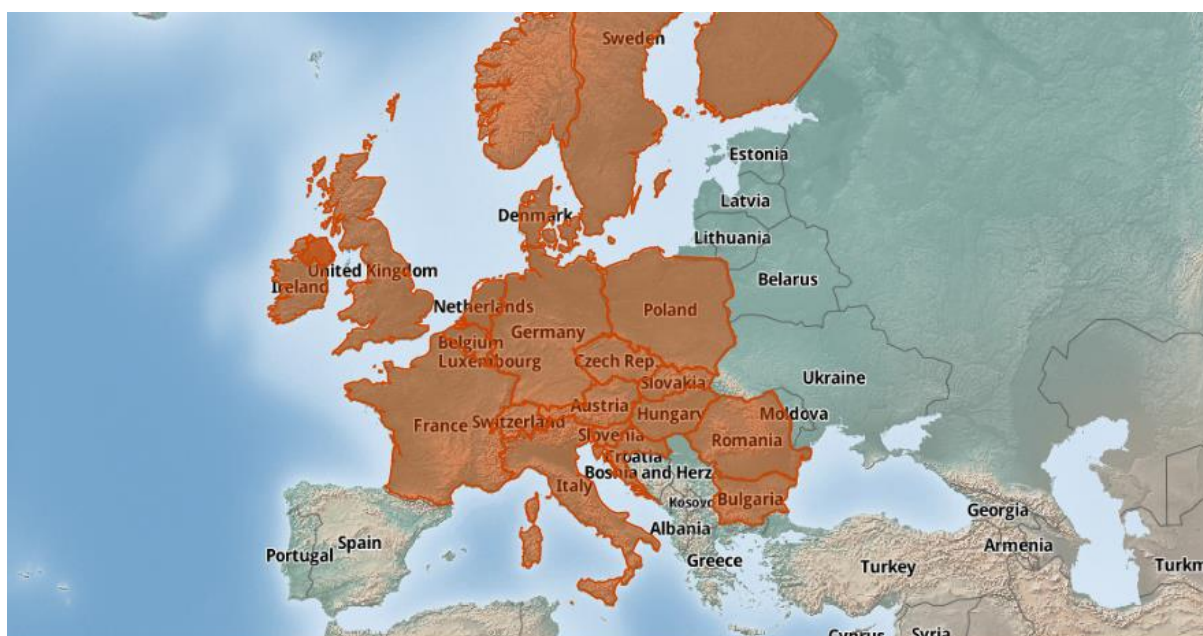 Sweden
Estonia
Latvia
Denmark
Lithuania
United Kingdom
Ireland
Belarus
Netherlands
Poland
Germany
Belgium
Luxembourg
Czech Rep.
Ukraine
Slovakia
Austria
Hungary
Moldova
France
Switzerland
Slovenia
Romania
Croatia
Bosnia and Herz
Italy
Kosovo
Bulgaria
Georgia
Albania
Portugal
Spain
Armenia
Greece
Turkey
Turkm
Cyprus
Syria